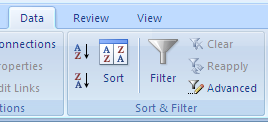 Data Review View
onnections
roperties
dit Links
tions
A Z
Z A
A Z Z A
Sort
Filter
Clear
Reapply
Advanced
Sort & Filter